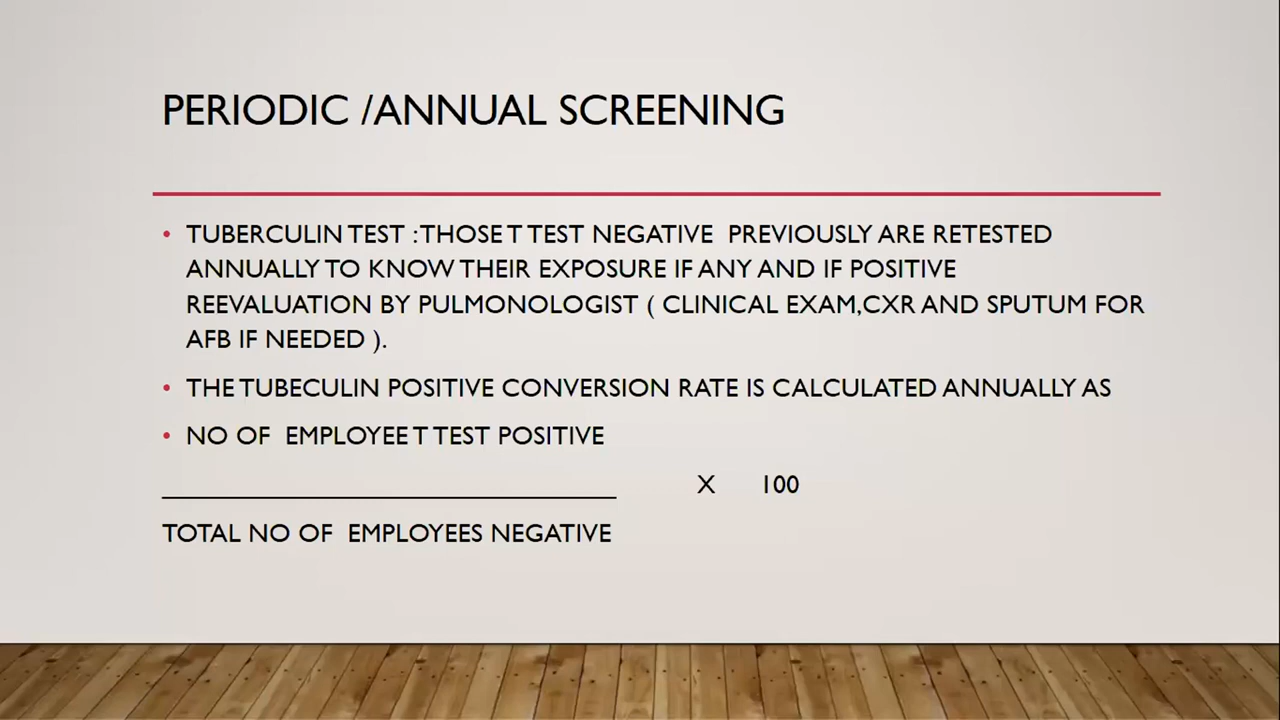 PERIODIC /ANNUAL SCREENING
• TUBERCULIN TEST : THOSE T TEST NEGATIVE PREVIOUSLY ARE RETESTED
ANNUALLY TO KNOW THEIR EXPOSURE IF ANY AND IF POSITIVE
REEVALUATION BY PULMONOLOGIST ( CLINICAL EXAM,CXR AND SPUTUM FOR
AFB IF NEEDED ).
• THE TUBECULIN POSITIVE CONVERSION RATE IS CALCULATED ANNUALLY AS
• NO OF EMPLOYEE T TEST POSITIVE
X 100
TOTAL NO OF EMPLOYEES NEGATIVE